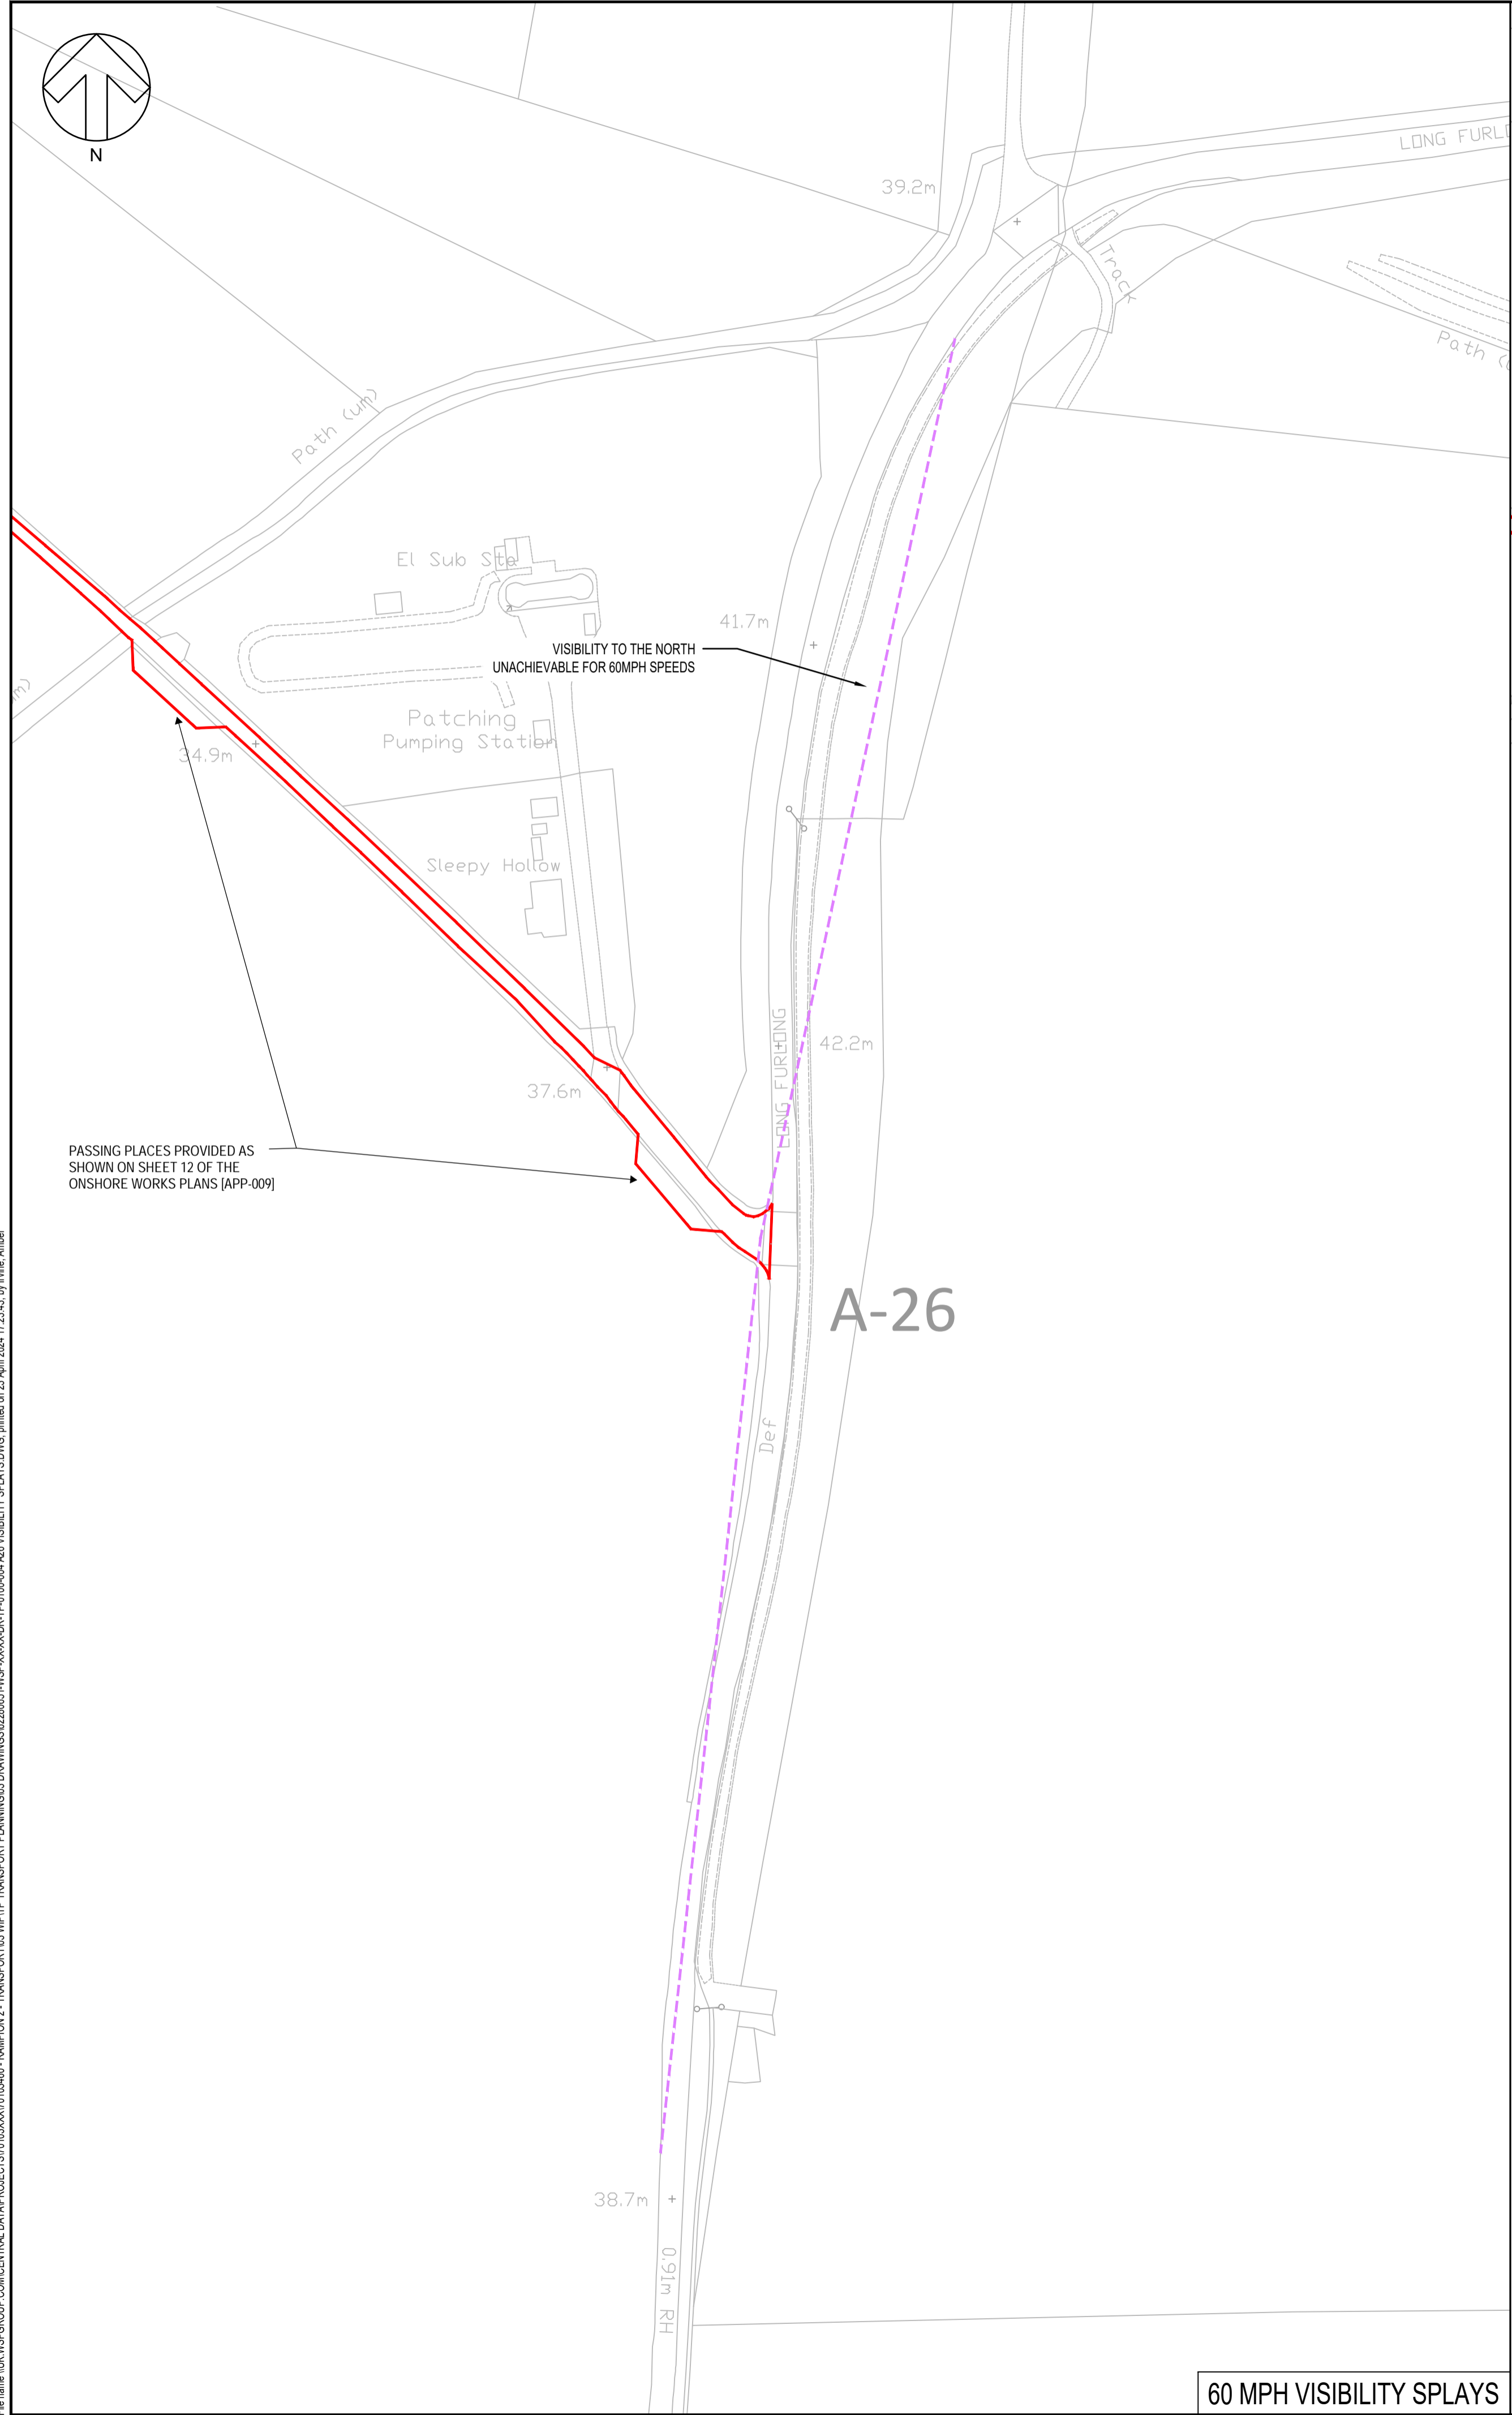 N
LONG FURLO
39.2m
Track
Path (u
Path (um)
El Sub Sta
41.7m
VISIBILITY TO THE NORTH
UNACHIEVABLE FOR 60MPH SPEEDS
m)
Patching
Pumping Station
34.9m
Sleepy Hollow
LONG FURLONG
42.2m
37.6m
PASSING PLACES PROVIDED AS
SHOWN ON SHEET 12 OF THE
ONSHORE WORKS PLANS [APP-009]
A-26
Def
38.7m
0.91m RH
60 MPH VISIBILITY SPLAYS